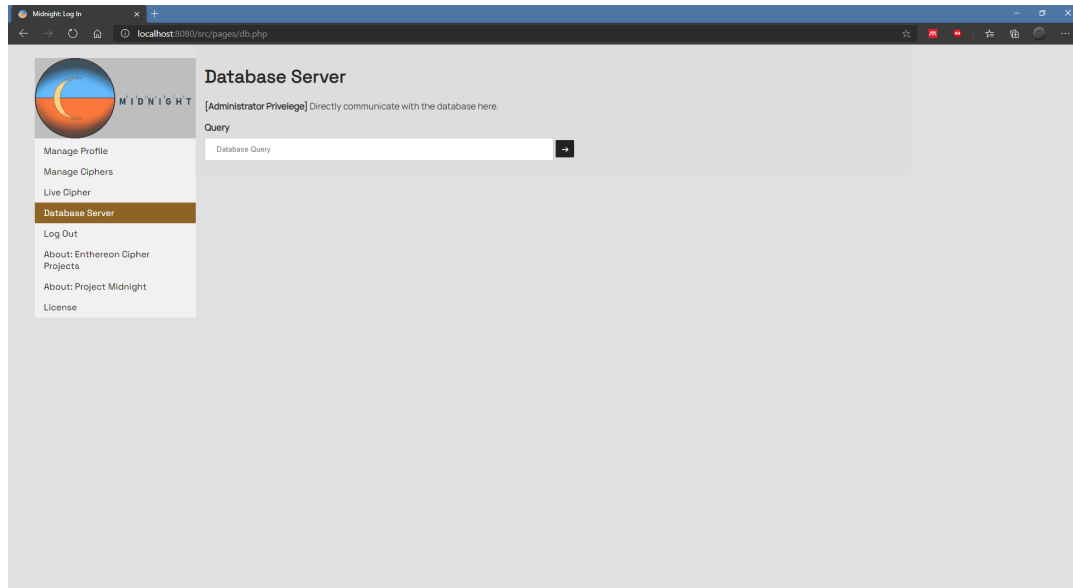 Midnight: Log In
localhost:8080/src/pages/db.php
MIDNIGHT
Database Server
[Administrator Privelege] Directly communicate with the database here.
Query
Database Query
Manage Profile
Manage Ciphers
Live Cipher
Database Server
Log Out
About: Enthereon Cipher
Projects
About: Project Midnight
License